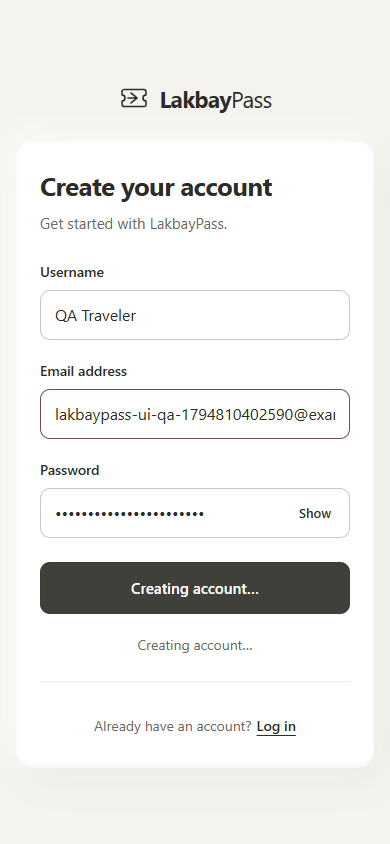 LakbayPass
Create your account
Get started with LakbayPass.
Username
QA Traveler
Email address
lakbaypass-ui-qa-1794810402590@exa
Password
••••••••••••••••••••••• Show
Creating account...
Creating account...
Already have an account? Log in